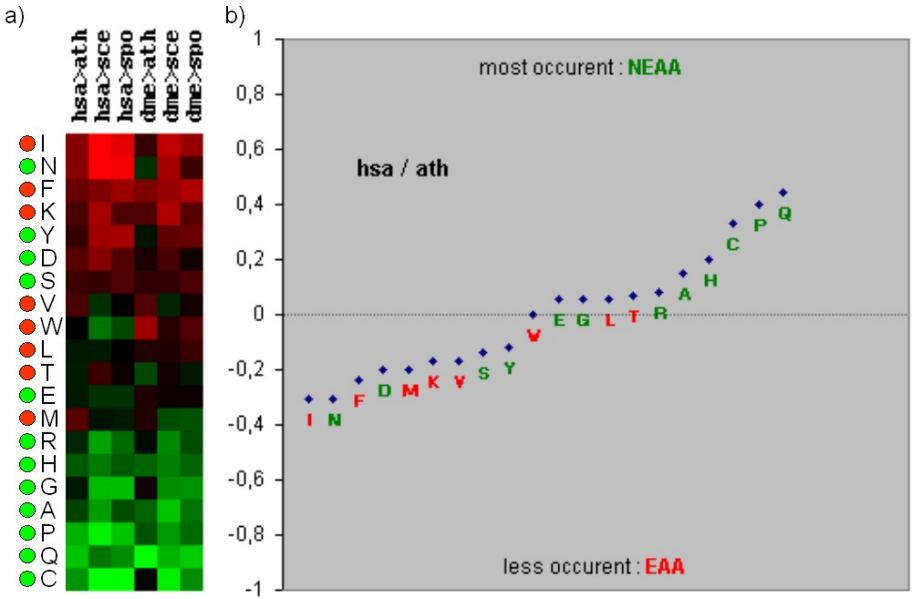 a)
hsa>ath
hsa>sce
hsa>spo
dme>ath
dme>sce
dme>spo
I
N
F
K
Y
D
S
V
W
L
T
E
M
R
H
G
A
P
Q
C
b)
1
0,8
0,6
0,4
0,2
0
-0,2
-0,4
-0,6
-0,8
-1
most occurent : NEAA
hsa / ath
I N F D M K V S Y W E G L T R A H C P Q
less occurent : EAA